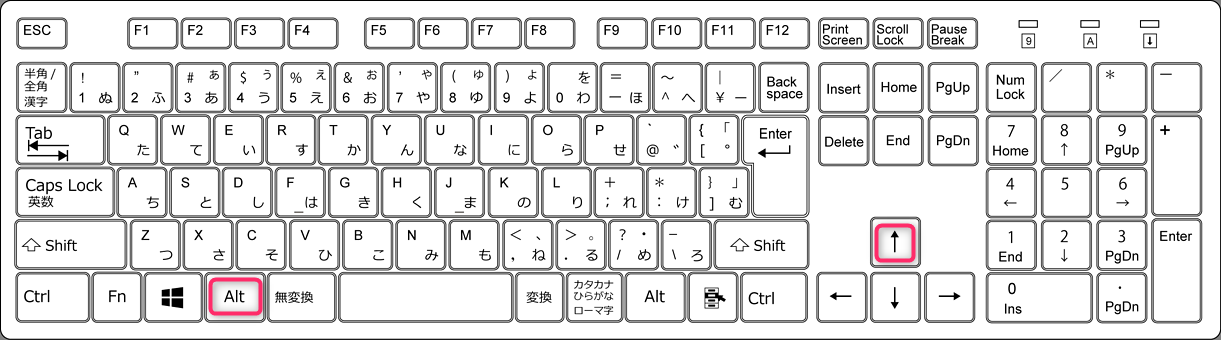 ESC F1 F2 F3 F4 F5 F6 F7 F8 F9 F10 F11 F12 Print Screen Scroll Lock Pause Break 9 A ⬇
半角/全角 漢字 ! 1 ぬ " 2 ふ # ぁ 3 あ $ ぅ 4 う % ぇ 5 え & ぉ 6 お ' ゃ 7 や ( ゅ 8 ゆ ) ょ 9 よ を 0 わ = ー ほ ～ ^ へ | ¥ ー Back space Insert Home PgUp Num Lock ／ ＊ ー
Tab Q た W て E い R す T か Y ん U な I に O ら P せ ` @ ゛ { 「 [ ゜ Enter Delete End PgDn 7 Home 8 ↑ 9 PgUp +
Caps Lock 英数 A ち S と D し F _は G き H く J _ま K の L り + ; れ * : け } 」 ] む 4 ← 5 6 →
Shift Z つ X さ C そ V ひ B こ N み M も < 、 , ね > 。 . る ? ・ / め _ \ ろ Shift ↑ 1 End 2 ↓ 3 PgDn Enter
Ctrl Fn Alt 無変換 変換 カタカナ ひらがな ローマ字 Alt Ctrl ← ↓ → 0 Ins . PgDn